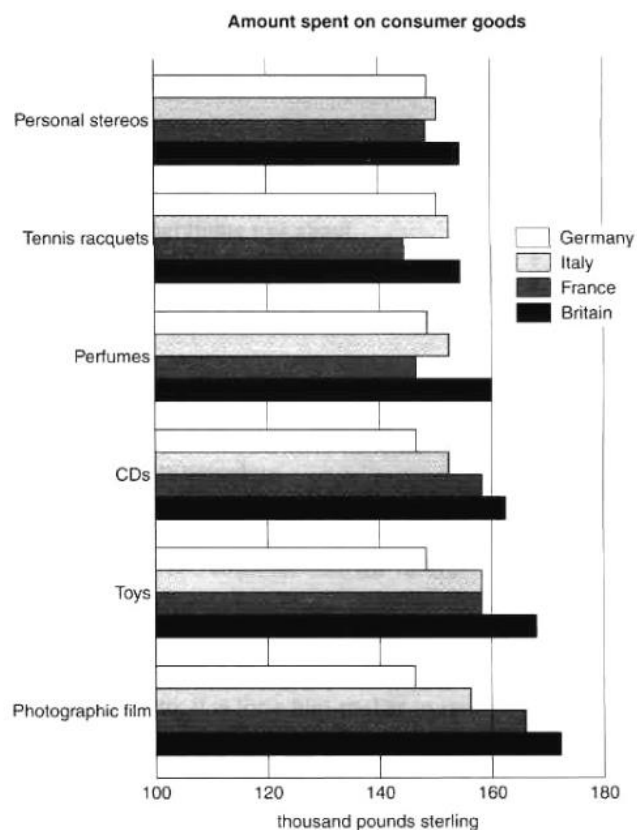 Amount spent on consumer goods
Personal stereos
Tennis racquets
Perfumes
CDs
Toys
Photographic film
Germany
Italy
France
Britain
100 120 140 160 180
thousand pounds sterling